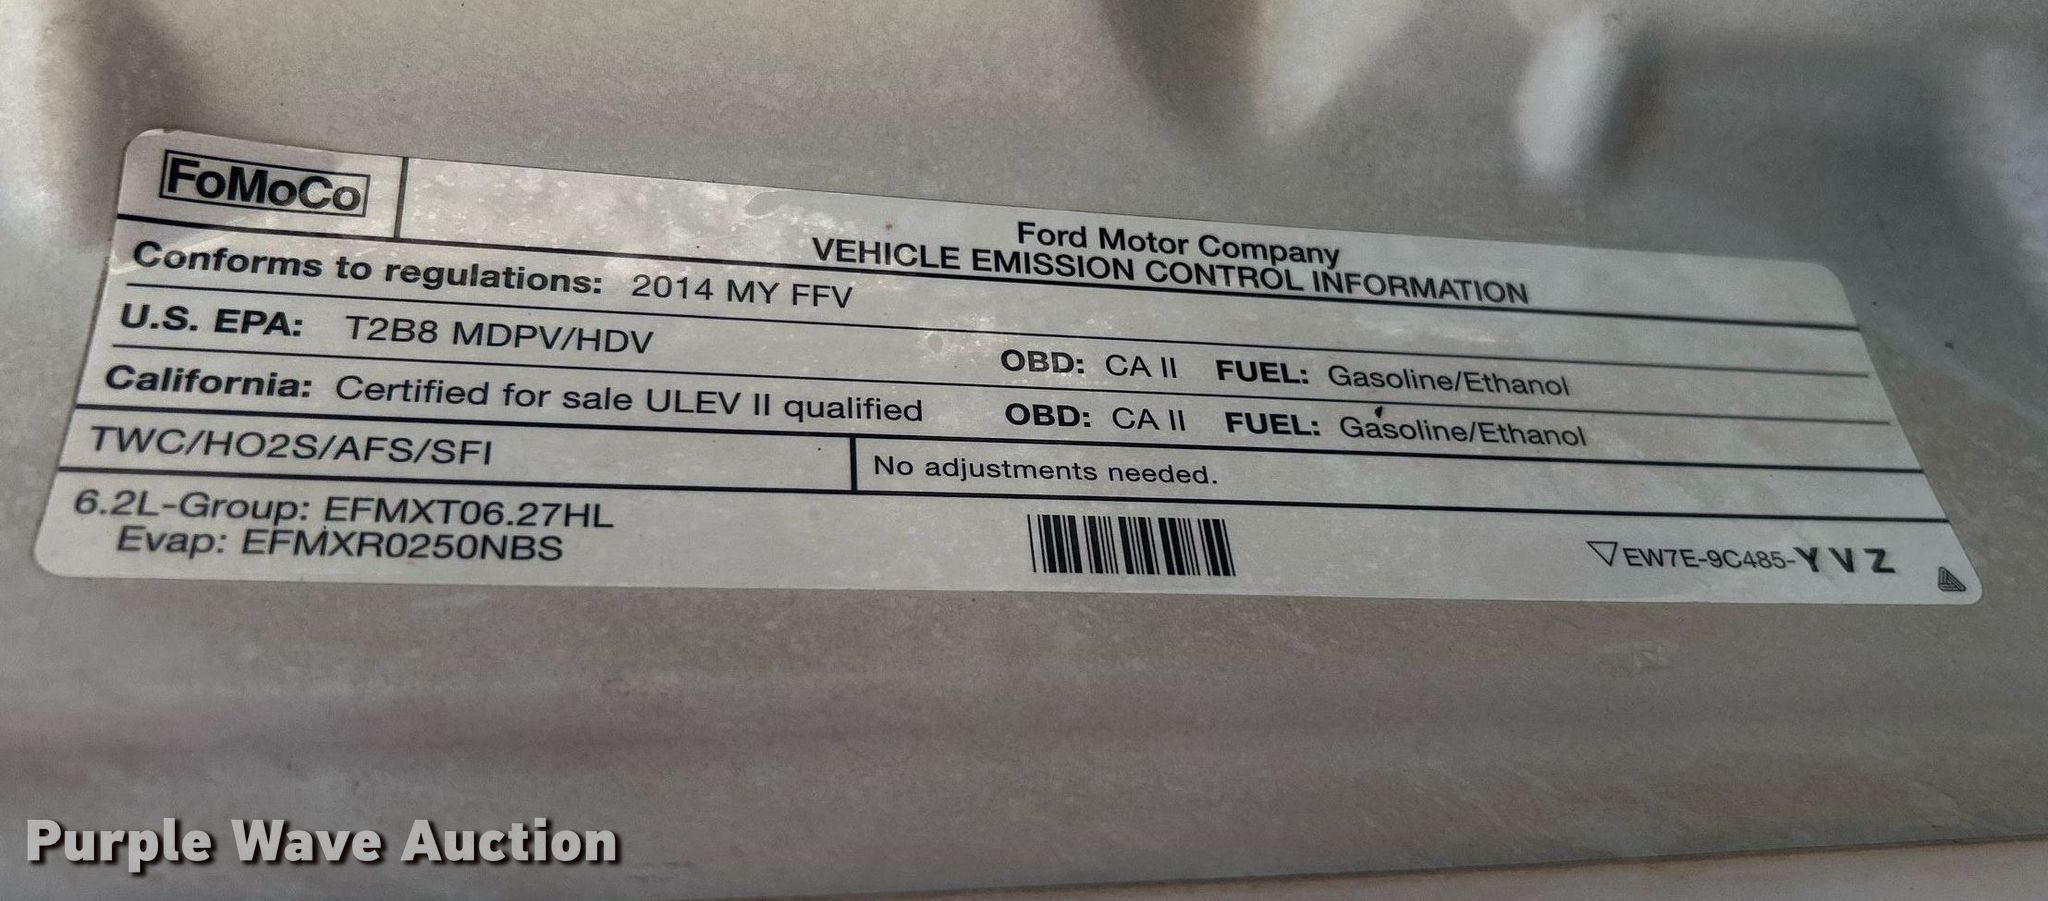 FoMoCo
Ford Motor Company
VEHICLE EMISSION CONTROL INFORMATION
Conforms to regulations: 2014 MY FFV
U.S. EPA: T2B8 MDPV/HDV OBD: CA II FUEL: Gasoline/Ethanol
California: Certified for sale ULEV II qualified OBD: CA II FUEL: Gasoline/Ethanol
TWC/HO2S/AFS/SFI
No adjustments needed.
6.2L-Group: EFMXT06.27HL
Evap: EFMXR0250NBS
EW7E-9C485-YVZ
Purple Wave Auction